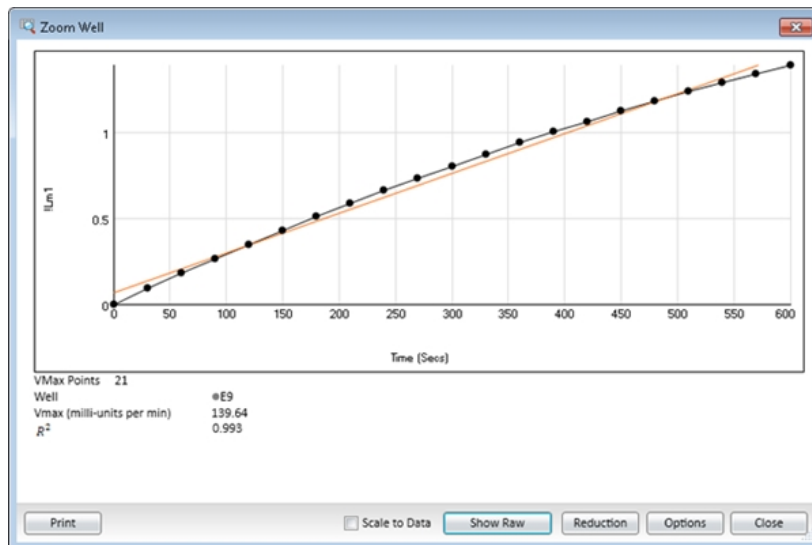 Zoom Well
1
0.5
0
!Lm1
0 50 100 150 200 250 300 350 400 450 500 550 600
Time (Secs)
VMax Points 21
Well E9
Vmax (milli-units per min) 139.64
R² 0.993
Print Scale to Data Show Raw Reduction Options Close